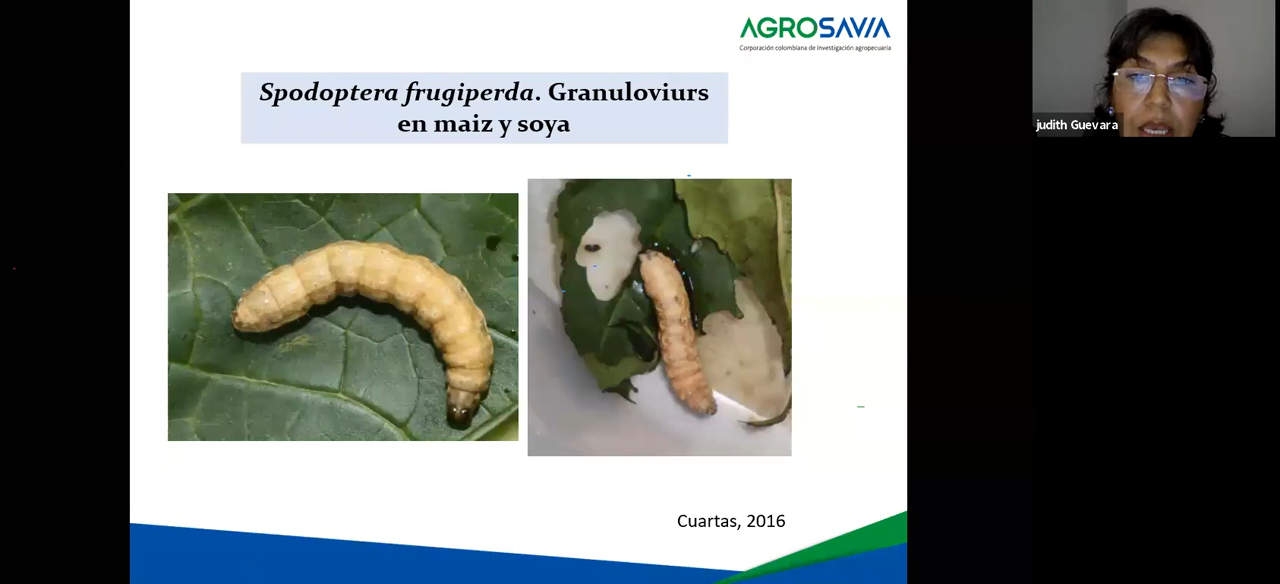 AGROSAVIA
Corporación colombiana de investigación agropecuaria
Spodoptera frugiperda. Granuloviurs
en maiz y soya
judith Guevara
Cuartas, 2016